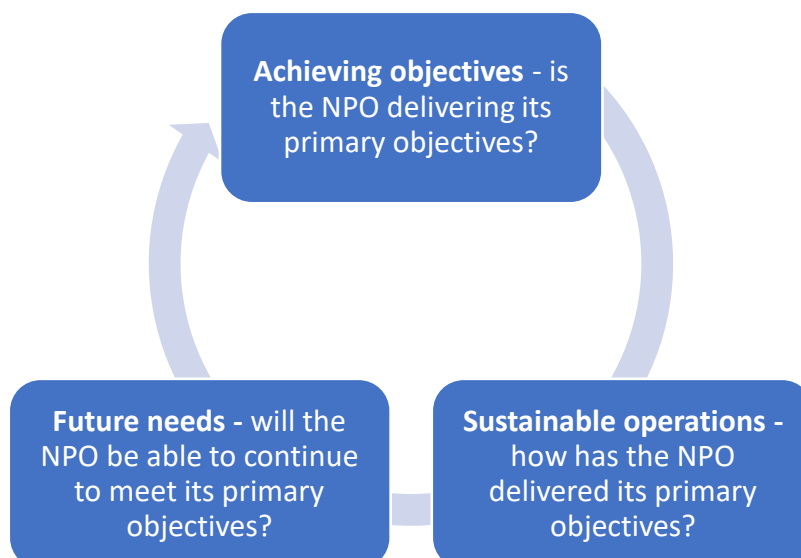 Achieving objectives - is
the NPO delivering its
primary objectives?
Future needs - will the
NPO be able to continue
to meet its primary
objectives?
Sustainable operations -
how has the NPO
delivered its primary
objectives?